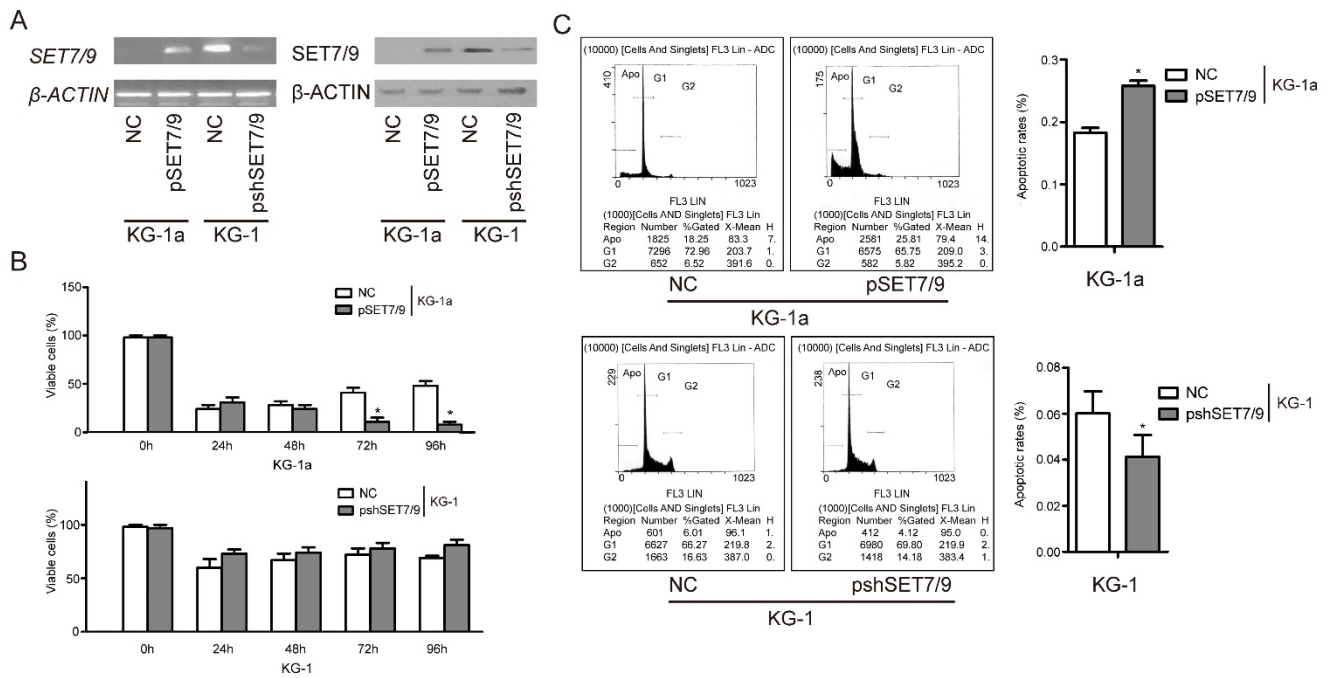 A
SET7/9
β-ACTIN
NC
pSET7/9
NC
pshSET7/9
KG-1a
KG-1
SET7/9
β-ACTIN
NC
pSET7/9
NC
pshSET7/9
KG-1a
KG-1
B
Viable cells (%)
150
100
50
0
NC
pSET7/9
KG-1a
*
*
0h 24h 48h 72h 96h
KG-1a
Viable cells (%)
150
100
50
0
NC
pshSET7/9
KG-1
0h 24h 48h 72h 96h
KG-1
C
(10000) [Cells And Singlets] FL3 Lin - ADC
410
Apo G1 G2
0 1023
FL3 LIN
(1000)[Cells AND Singlets] FL3 Lin
Region Number %Gated X-Mean H
Apo 1825 18.25 83.3 7.
G1 7296 72.96 203.7 1.
G2 652 6.52 391.6 0.
NC
(10000) [Cells And Singlets] FL3 Lin - ADC
175
Apo G1 G2
0 1023
FL3 LIN
(1000)[Cells AND Singlets] FL3 Lin
Region Number %Gated X-Mean H
Apo 2581 25.81 79.4 14.
G1 6575 65.75 209.0 3.
G2 582 5.82 395.2 0.
pSET7/9
KG-1a
Apoptotic rates (%)
0.3
0.2
0.1
0.0
*
NC
pSET7/9
KG-1a
KG-1a
(10000) [Cells And Singlets] FL3 Lin - ADC
229
Apo G1 G2
0 1023
FL3 LIN
(1000)[Cells AND Singlets] FL3 Lin
Region Number %Gated X-Mean H
Apo 601 6.01 96.1 1.
G1 6627 66.27 219.8 2.
G2 1663 16.63 387.0 0.
NC
(10000) [Cells And Singlets] FL3 Lin - ADC
238
Apo G1 G2
0 1023
FL3 LIN
(1000)[Cells AND Singlets] FL3 Lin
Region Number %Gated X-Mean H
Apo 412 4.12 95.0 0.
G1 6980 69.80 219.9 2.
G2 1418 14.18 383.4 1.
pshSET7/9
KG-1
Apoptotic rates (%)
0.08
0.06
0.04
0.02
0.00
*
NC
pshSET7/9
KG-1
KG-1